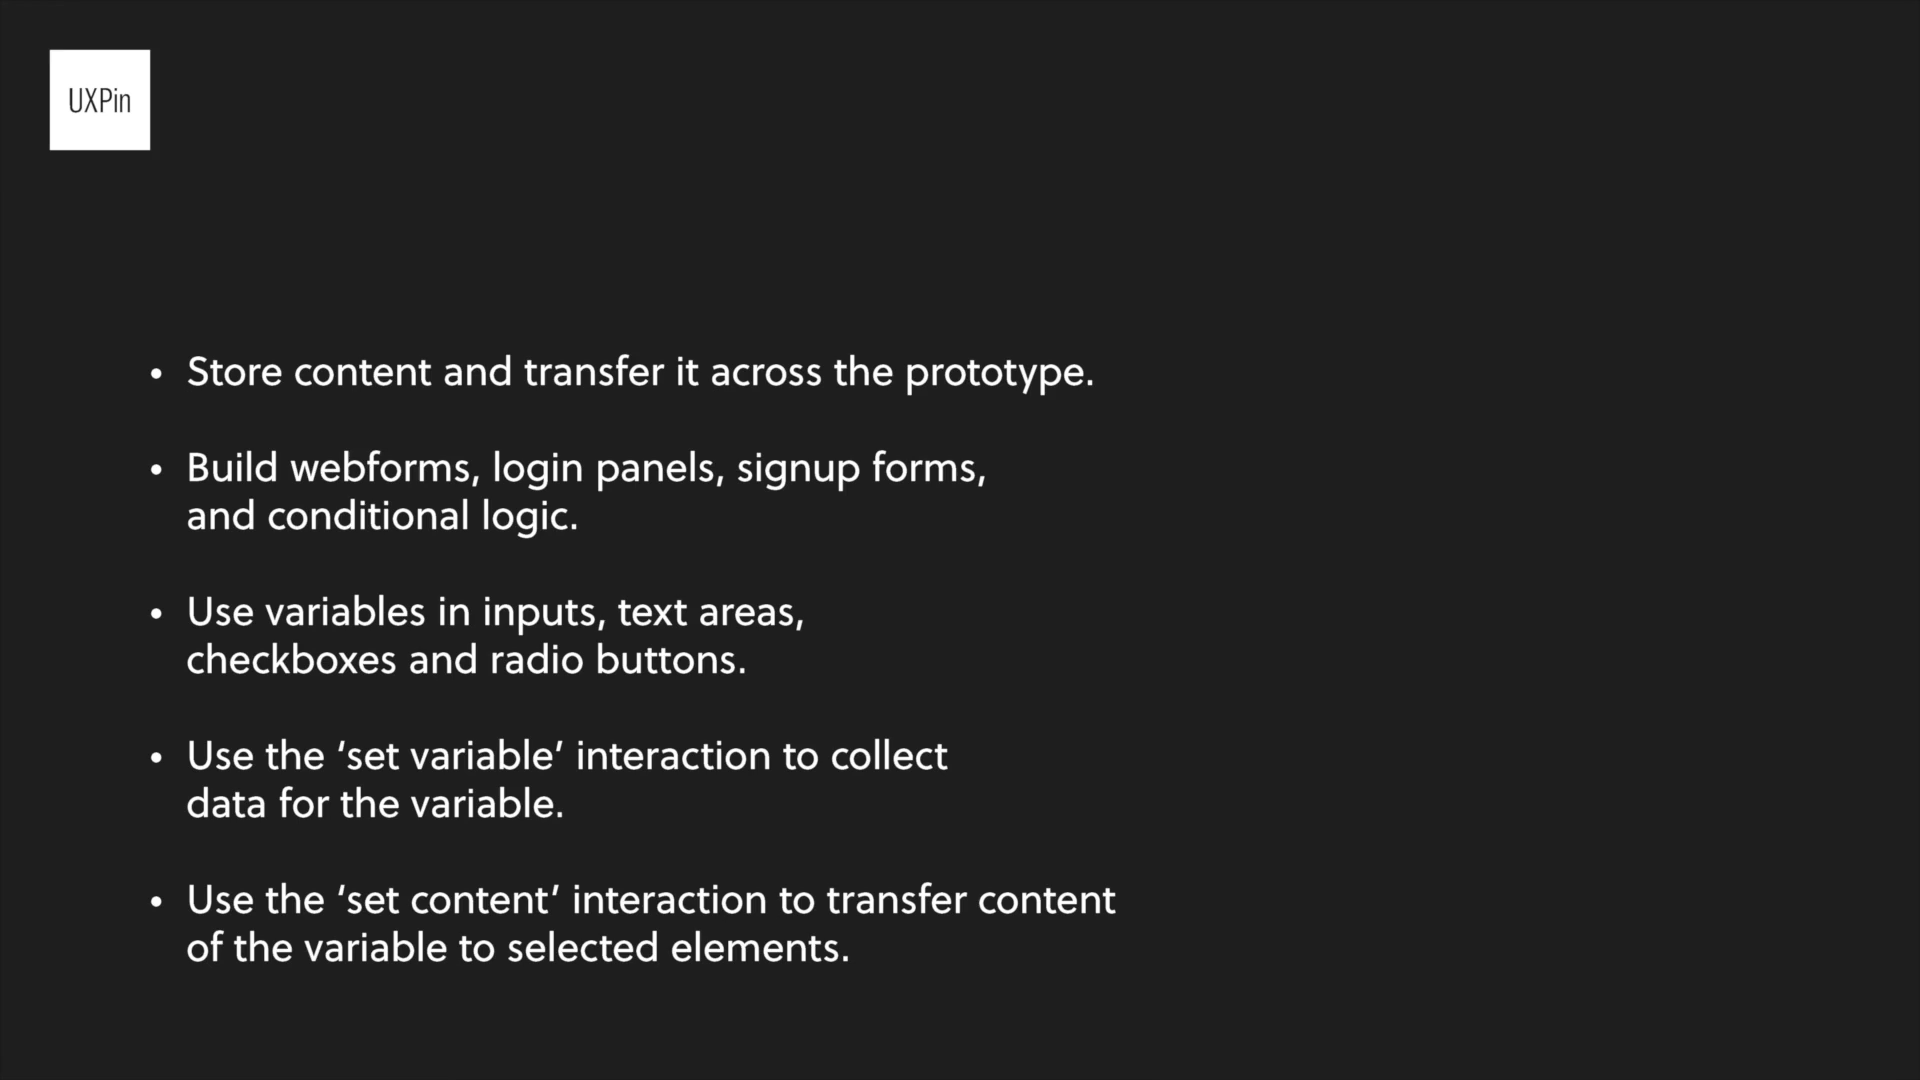 UXPin
• Store content and transfer it across the prototype.
• Build webforms, login panels, signup forms,
and conditional logic.
• Use variables in inputs, text areas,
checkboxes and radio buttons.
• Use the ‘set variable’ interaction to collect
data for the variable.
• Use the ‘set content’ interaction to transfer content
of the variable to selected elements.